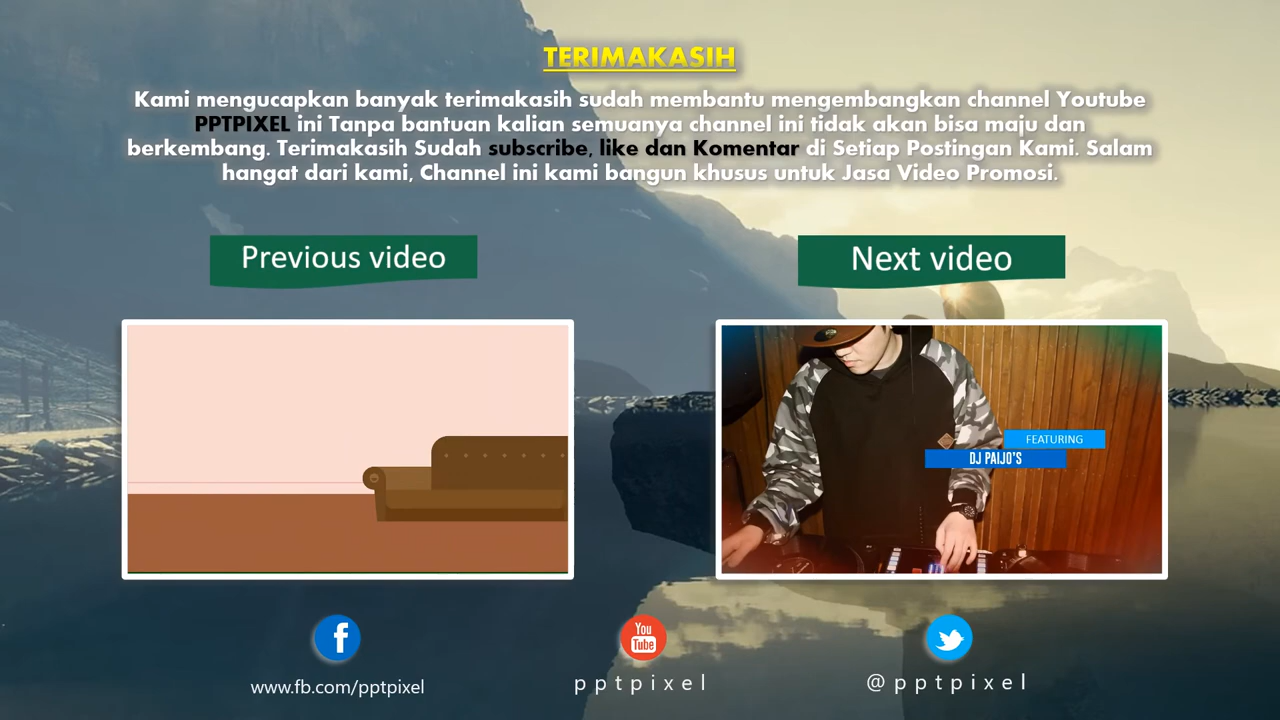 TERIMAKASIH
Kami mengucapkan banyak terimakasih sudah membantu mengembangkan channel Youtube
PPTPIXEL ini Tanpa bantuan kalian semuanya channel ini tidak akan bisa maju dan
berkembang. Terimakasih Sudah subscribe, like dan Komentar di Setiap Postingan Kami. Salam
hangat dari kami, Channel ini kami bangun khusus untuk Jasa Video Promosi.
Previous video
Next video
FEATURING
DJ PAIJO'S
f
You
Tube
www.fb.com/pptpixel
pptpixel
@pptpixel